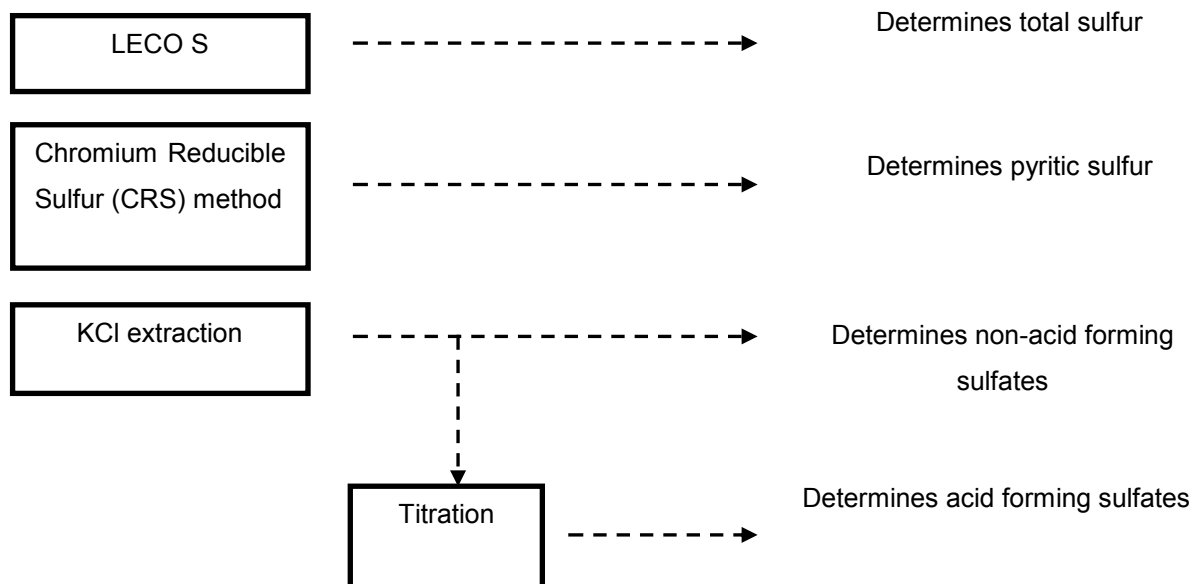 LECO S
Determines total sulfur
Chromium Reducible
Sulfur (CRS) method
Determines pyritic sulfur
KCl extraction
Determines non-acid forming
sulfates
Titration
Determines acid forming sulfates